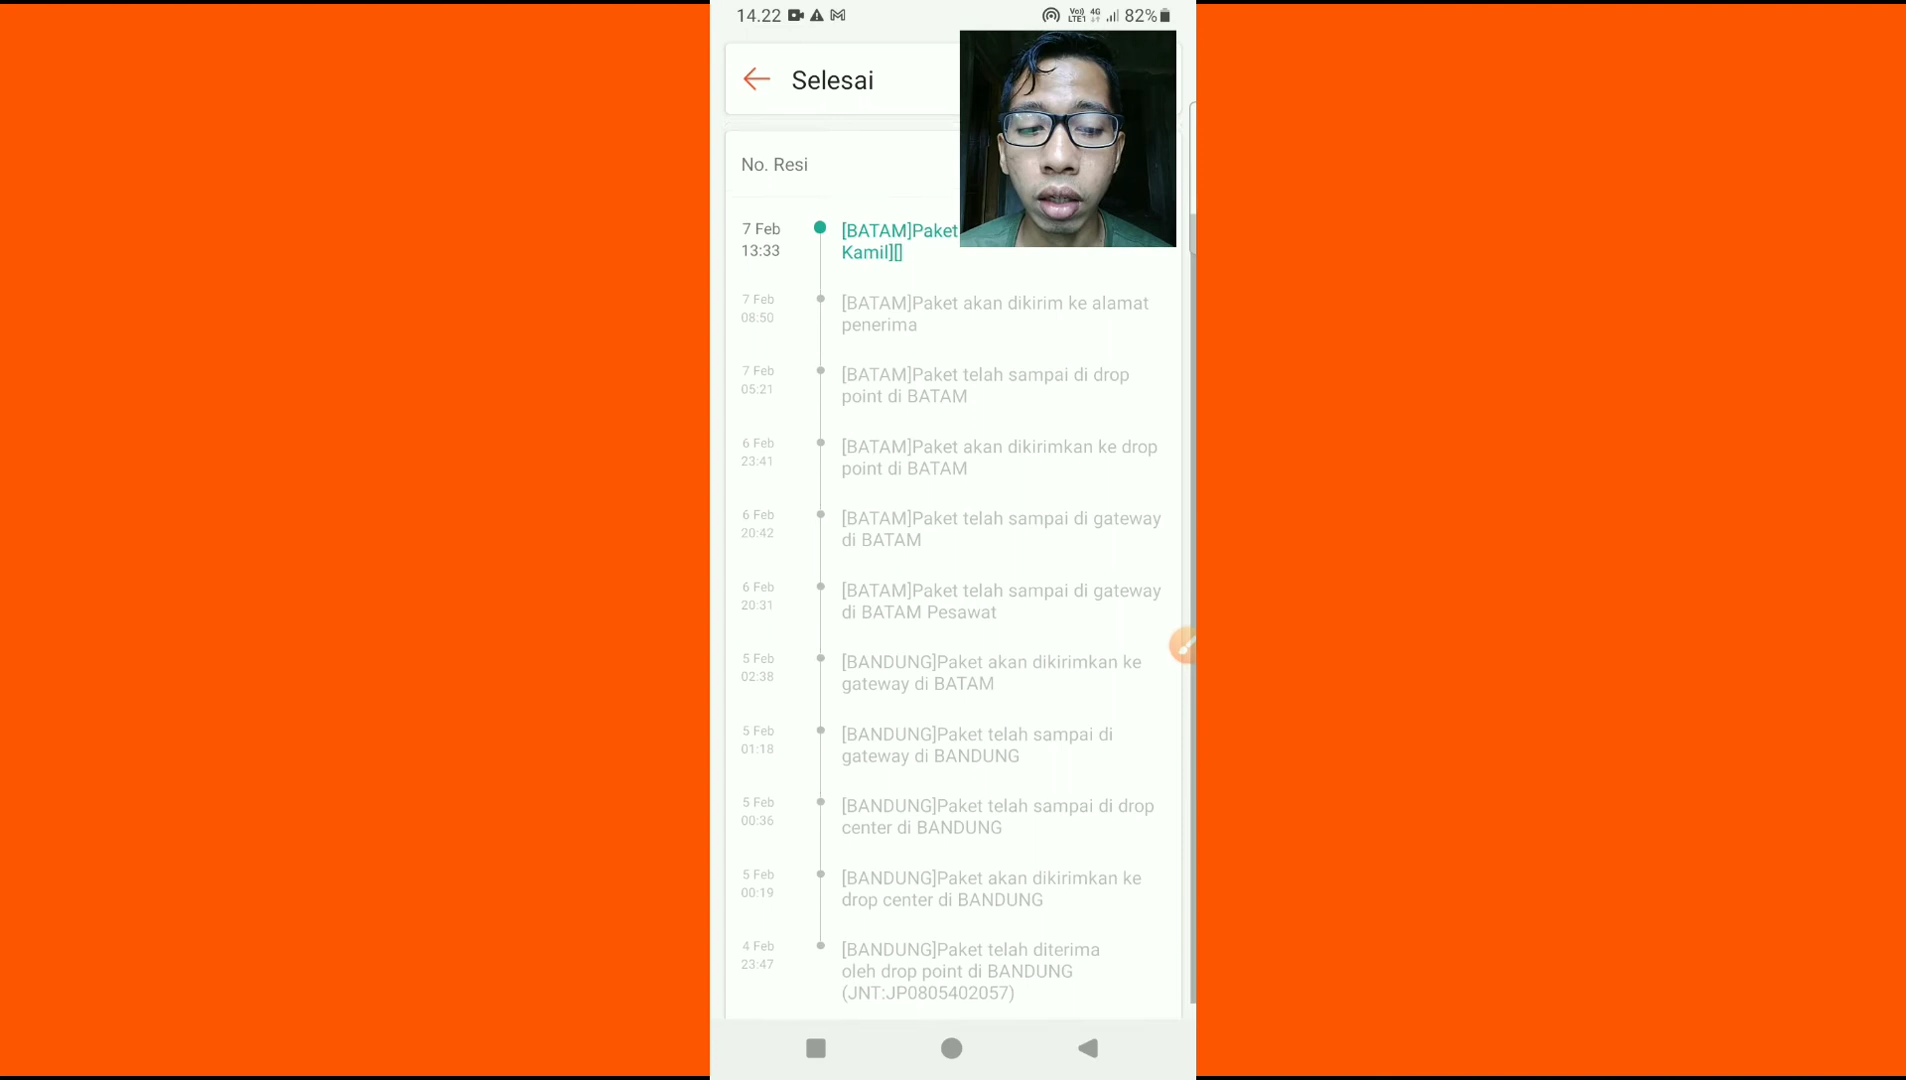 14.22
VoLTE1 4G 82%
Selesai
No. Resi
7 Feb
13:33
[BATAM]Paket
Kamil][]
7 Feb
08:50
[BATAM]Paket akan dikirim ke alamat
penerima
7 Feb
05:21
[BATAM]Paket telah sampai di drop
point di BATAM
6 Feb
23:41
[BATAM]Paket akan dikirimkan ke drop
point di BATAM
6 Feb
20:42
[BATAM]Paket telah sampai di gateway
di BATAM
6 Feb
20:31
[BATAM]Paket telah sampai di gateway
di BATAM Pesawat
5 Feb
02:38
[BANDUNG]Paket akan dikirimkan ke
gateway di BATAM
5 Feb
01:18
[BANDUNG]Paket telah sampai di
gateway di BANDUNG
5 Feb
00:36
[BANDUNG]Paket telah sampai di drop
center di BANDUNG
5 Feb
00:19
[BANDUNG]Paket akan dikirimkan ke
drop center di BANDUNG
4 Feb
23:47
[BANDUNG]Paket telah diterima
oleh drop point di BANDUNG
(JNT:JP0805402057)